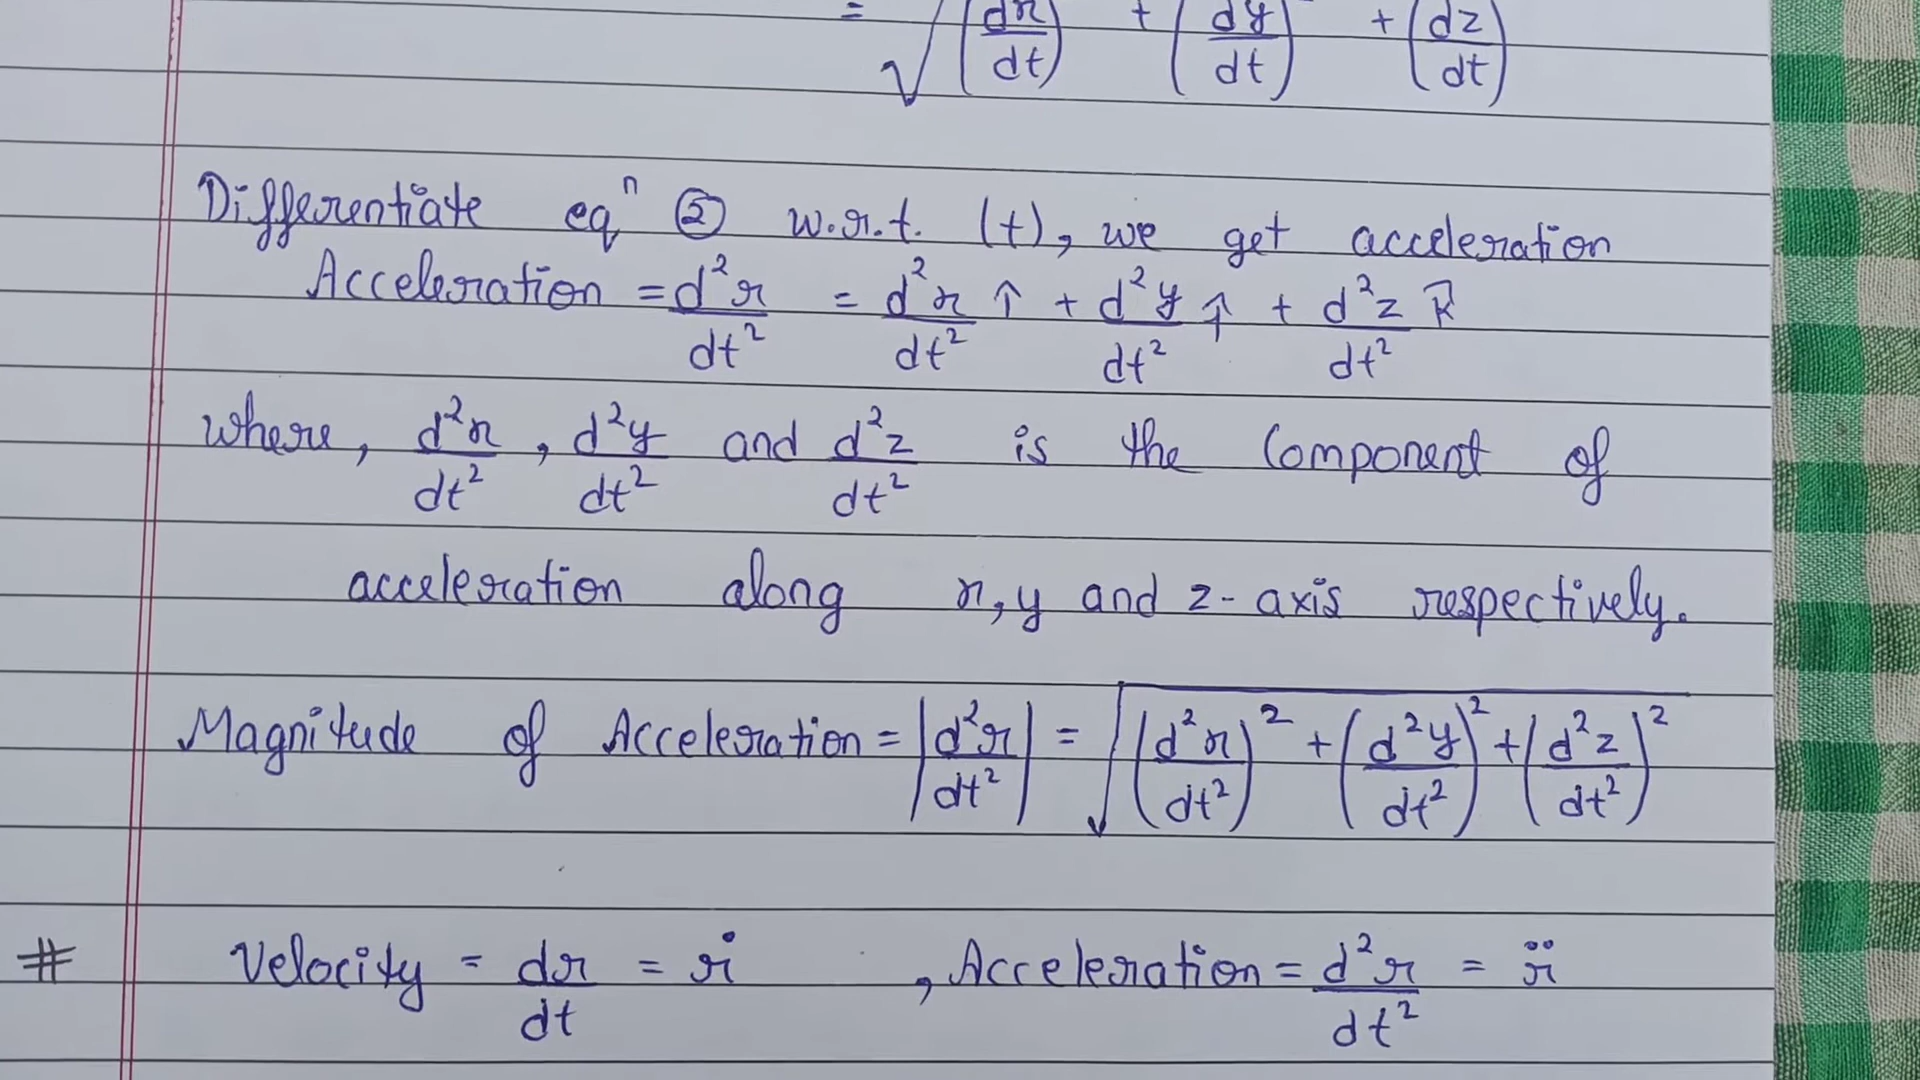 = √(dx/dt) + (dy/dt) + (dz/dt)
Differentiate eqⁿ ② w.r.t. (t), we get acceleration
Acceleration = d²r/dt² = d²x/dt² î + d²y/dt² ĵ + d²z/dt² k̂
where, d²x/dt², d²y/dt² and d²z/dt² is the component of
acceleration along x, y and z-axis respectively.
Magnitude of Acceleration = |d²r/dt²| = √((d²x/dt²)² + (d²y/dt²)² + (d²z/dt²)²)
# Velocity = dr/dt = ṙ , Acceleration = d²r/dt² = r̈